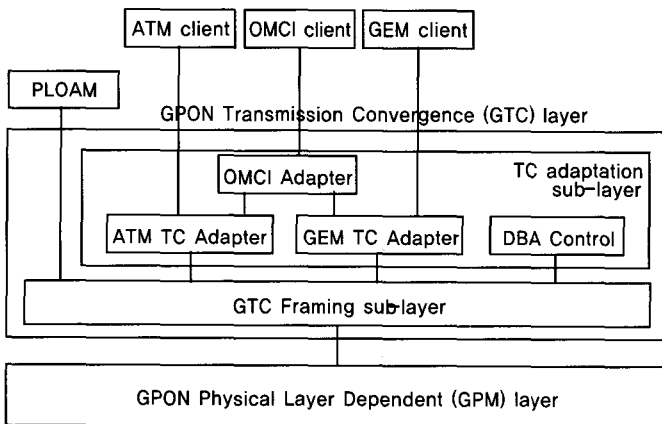 ATM client
OMCI client
GEM client
PLOAM
GPON Transmission Convergence (GTC) layer
TC adaptation
sub-layer
OMCI Adapter
ATM TC Adapter
GEM TC Adapter
DBA Control
GTC Framing sub-layer
GPON Physical Layer Dependent (GPM) layer